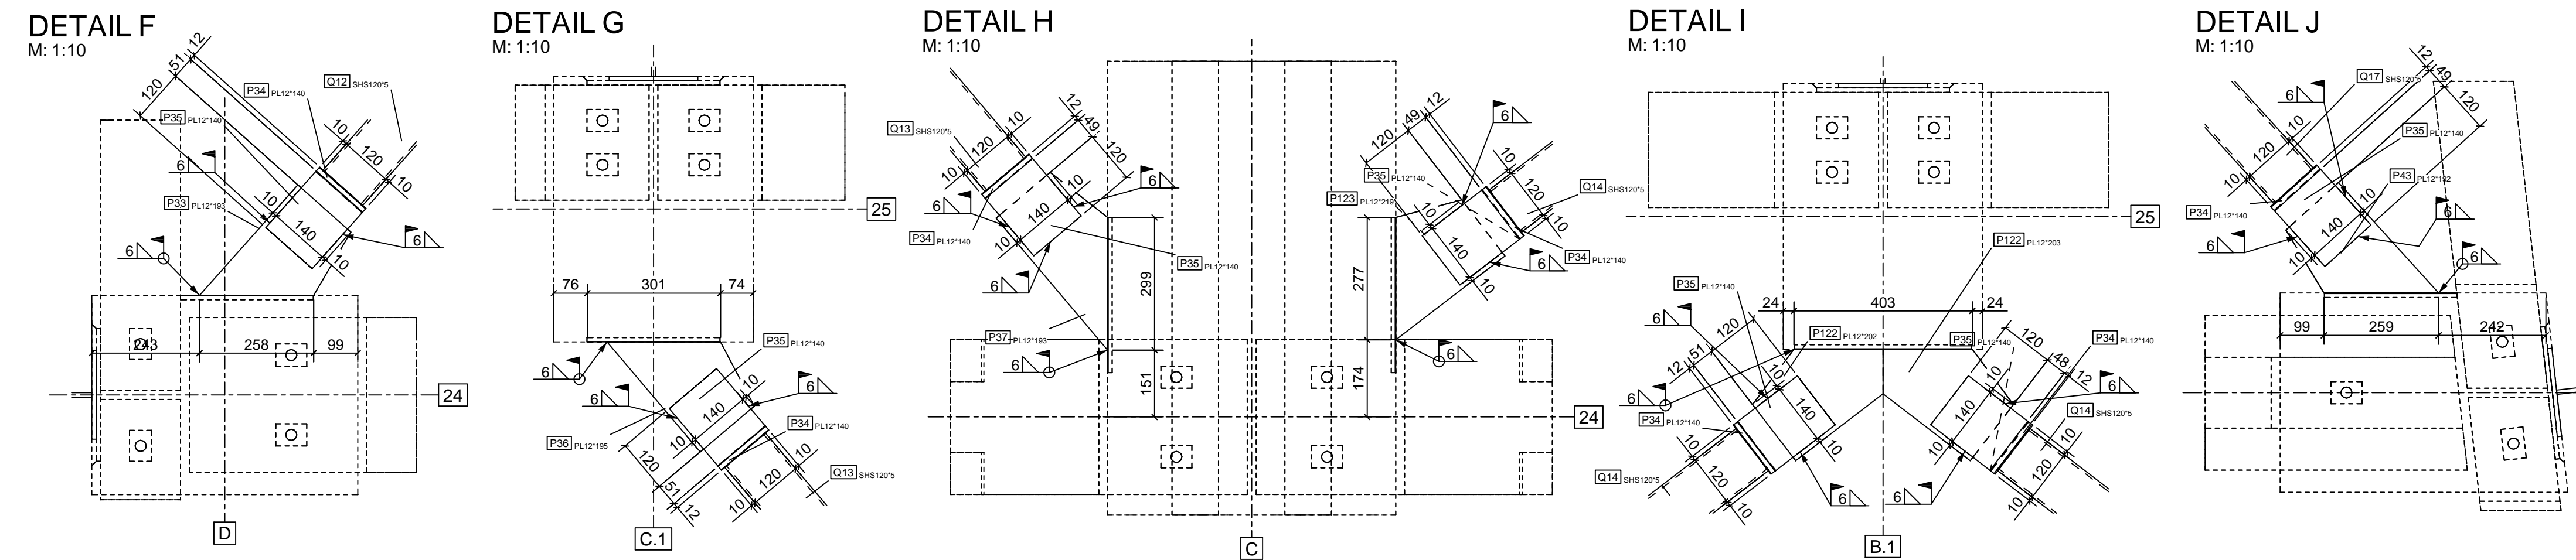 DETAIL F
M: 1:10
12
51
120
P34 PL12*140
Q12 SHS120*5
P35 PL12*140
10
120
10
6
P33 PL12*193
10
140
10
6
6
243
258
99
24
D
DETAIL G
M: 1:10
25
76
301
74
P35 PL12*140
6
10
6
6
140
P34 PL12*140
10
P36 PL12*195
120
10
120
Q13 SHS120*5
51
12
10
DETAIL H
M: 1:10
12
49
120
10
120
10
Q13 SHS120*5
6
10
6
140
10
P34 PL12*140
P35 PL12*140
6
299
P37 PL12*193
6
151
12
49
120
6
10
P35 PL12*140
120
Q14 SHS120*5
P123 PL12*219
10
10
140
P34 PL12*140
6
10
277
6
174
24
C
DETAIL I
M: 1:10
25
P122 PL12*203
P35 PL12*140
24
403
24
6
120
P122 PL12*202
P35 PL12*140
120
P34 PL12*140
51
12
48
12
10
10
6
6
140
140
Q14 SHS120*5
P34 PL12*140
10
10
10
10
120
120
Q14 SHS120*5
6
6
10
10
B.1
DETAIL J
M: 1:10
12
49
Q17 SHS120*5
6
120
10
P35 PL12*140
120
P43 PL12*192
10
10
P34 PL12*140
140
6
6
10
6
99
259
242